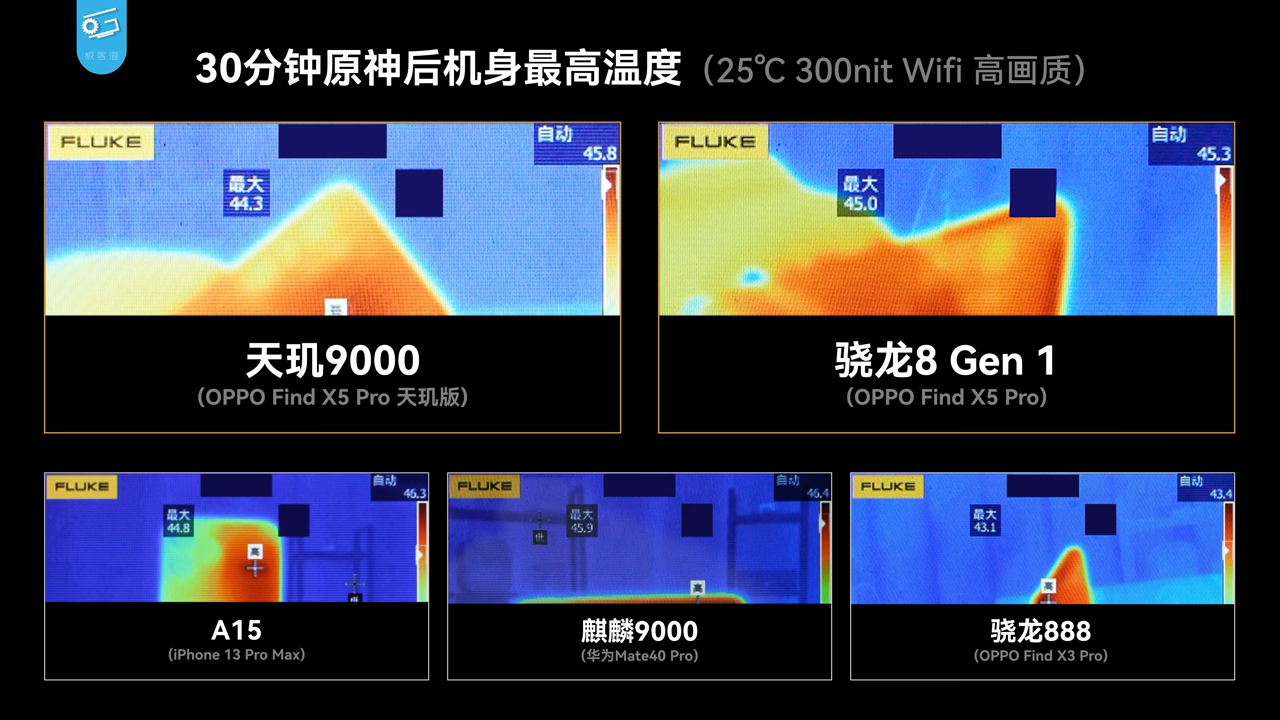 极客湾
30分钟原神后机身最高温度（25℃ 300nit Wifi 高画质）
FLUKE
自动
45.8
最大
44.3
高
天玑9000
（OPPO Find X5 Pro 天玑版）
FLUKE
自动
45.3
最大
45.0
骁龙8 Gen 1
（OPPO Find X5 Pro）
FLUKE
自动
46.3
最大
44.8
高
低
A15
（iPhone 13 Pro Max）
FLUKE
自动
46.4
最大
45.9
低
高
麒麟9000
（华为Mate40 Pro）
FLUKE
自动
43.4
最大
43.1
高
骁龙888
（OPPO Find X3 Pro）